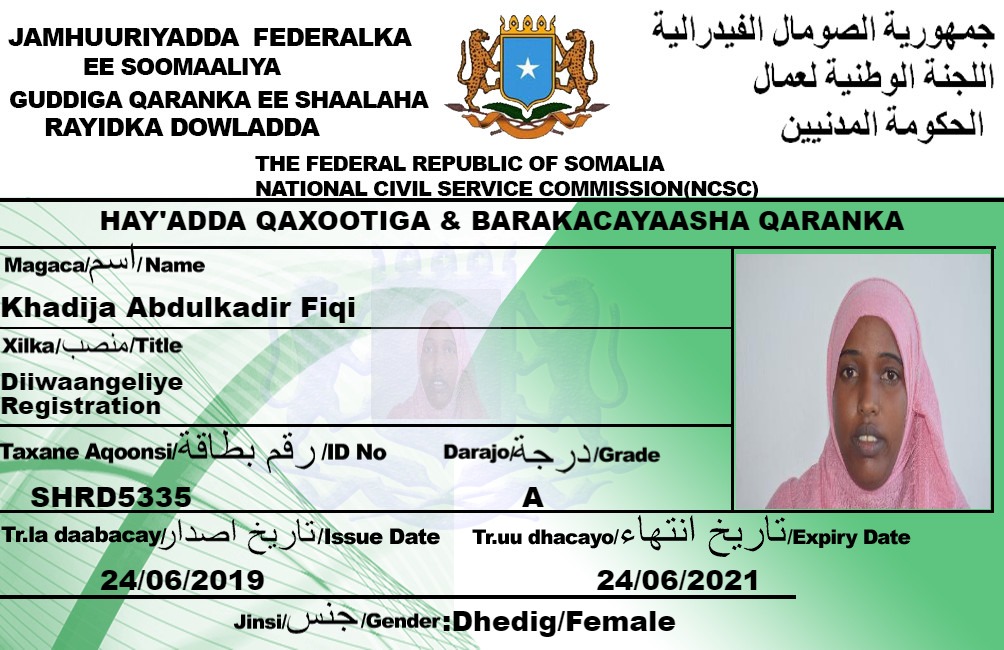 JAMHUURIYADDA FEDERALKA
EE SOOMAALIYA
GUDDIGA QARANKA EE SHAALAHA
RAYIDKA DOWLADDA
جمهورية الصومال الفيدرالية
اللجنة الوطنية لعمال
الحكومة المدنيين
THE FEDERAL REPUBLIC OF SOMALIA
NATIONAL CIVIL SERVICE COMMISSION(NCSC)
HAY'ADDA QAXOOTIGA & BARAKACAYAASHA QARANKA
Magaca/اسم/Name
Khadija Abdulkadir Fiqi
Xilka/منصب/Title
Diiwaangeliye
Registration
Taxane Aqoonsi/رقم بطاقة/ID No
SHRD5335
Darajo/درجة/Grade
A
Tr.la daabacay/تاريخ اصدار/Issue Date
24/06/2019
Tr.uu dhacayo/تاريخ انتهاء/Expiry Date
24/06/2021
Jinsi/جنس/Gender:Dhedig/Female